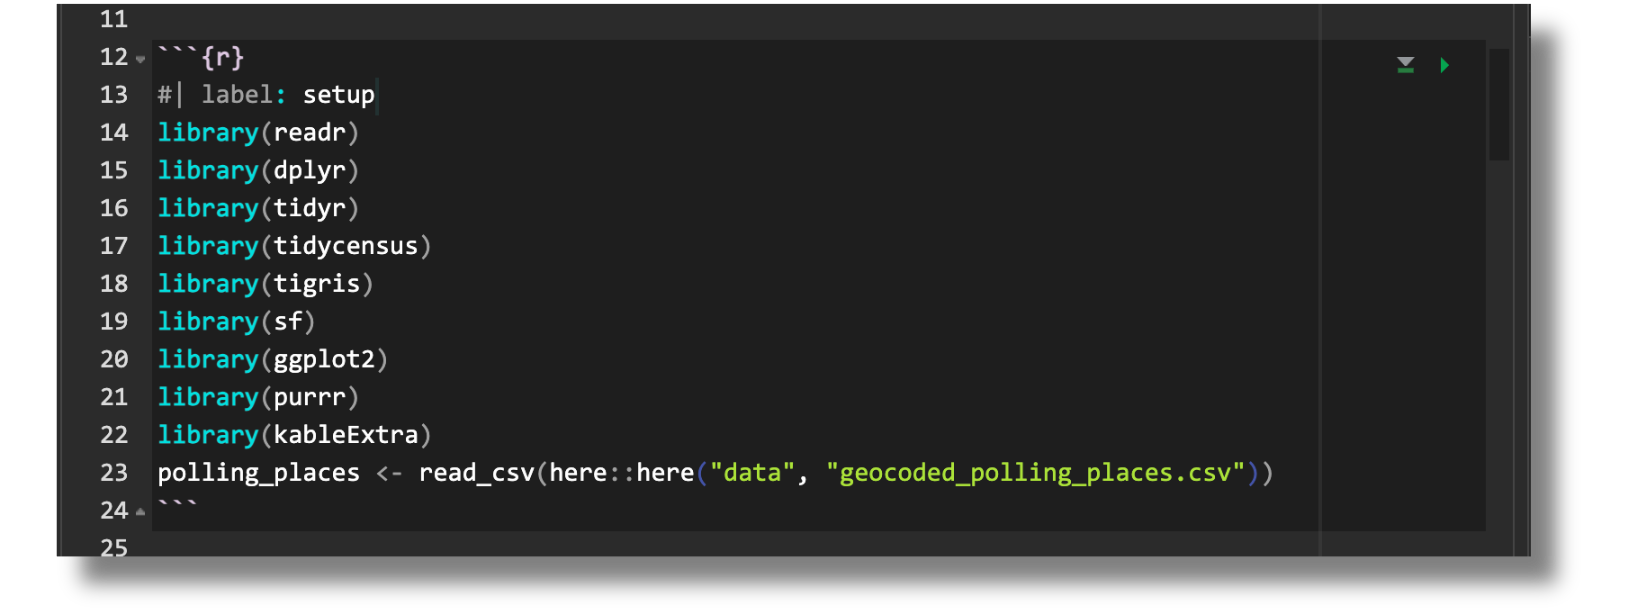 11
12 ```{r}
13 #| label: setup
14 library(readr)
15 library(dplyr)
16 library(tidyr)
17 library(tidycensus)
18 library(tigris)
19 library(sf)
20 library(ggplot2)
21 library(purrr)
22 library(kableExtra)
23 polling_places <- read_csv(here::here("data", "geocoded_polling_places.csv"))
24 ```
25